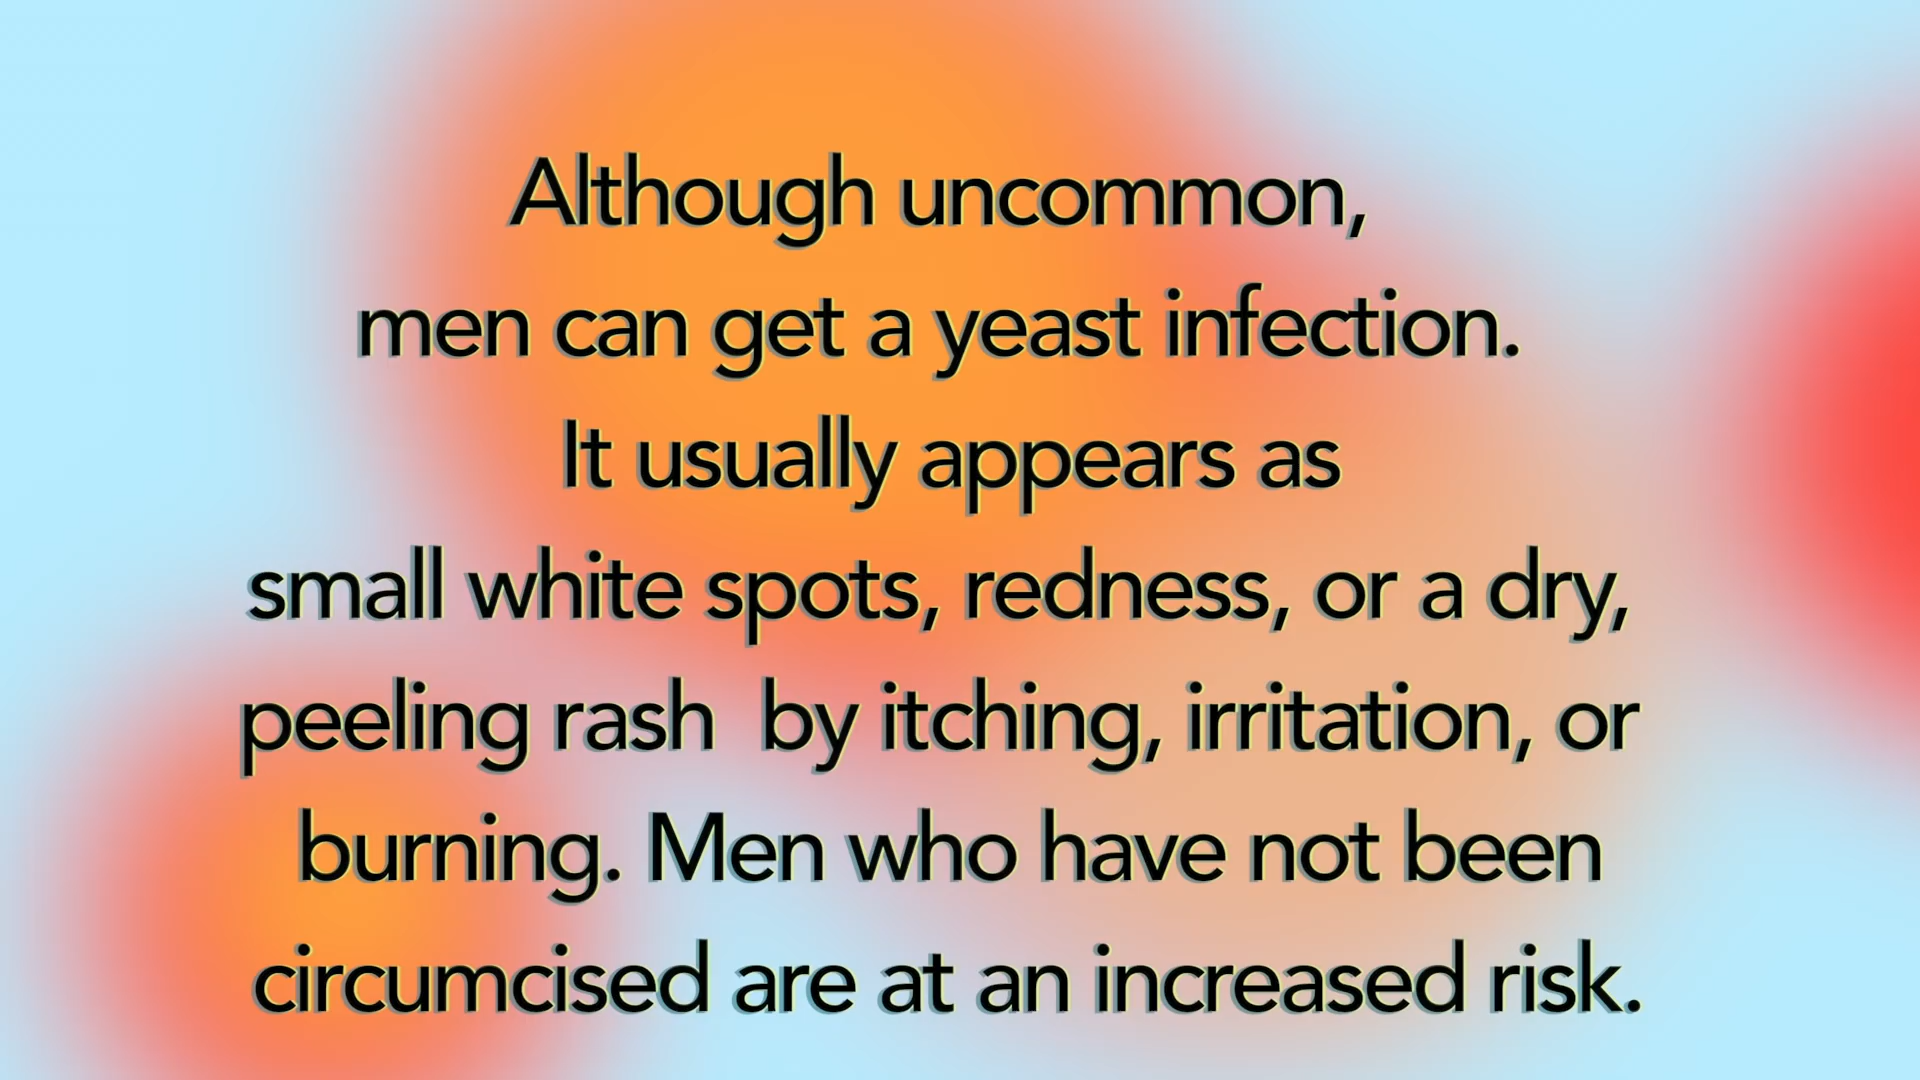 Although uncommon,
men can get a yeast infection.
It usually appears as
small white spots, redness, or a dry,
peeling rash  by itching, irritation, or
burning. Men who have not been
circumcised are at an increased risk.